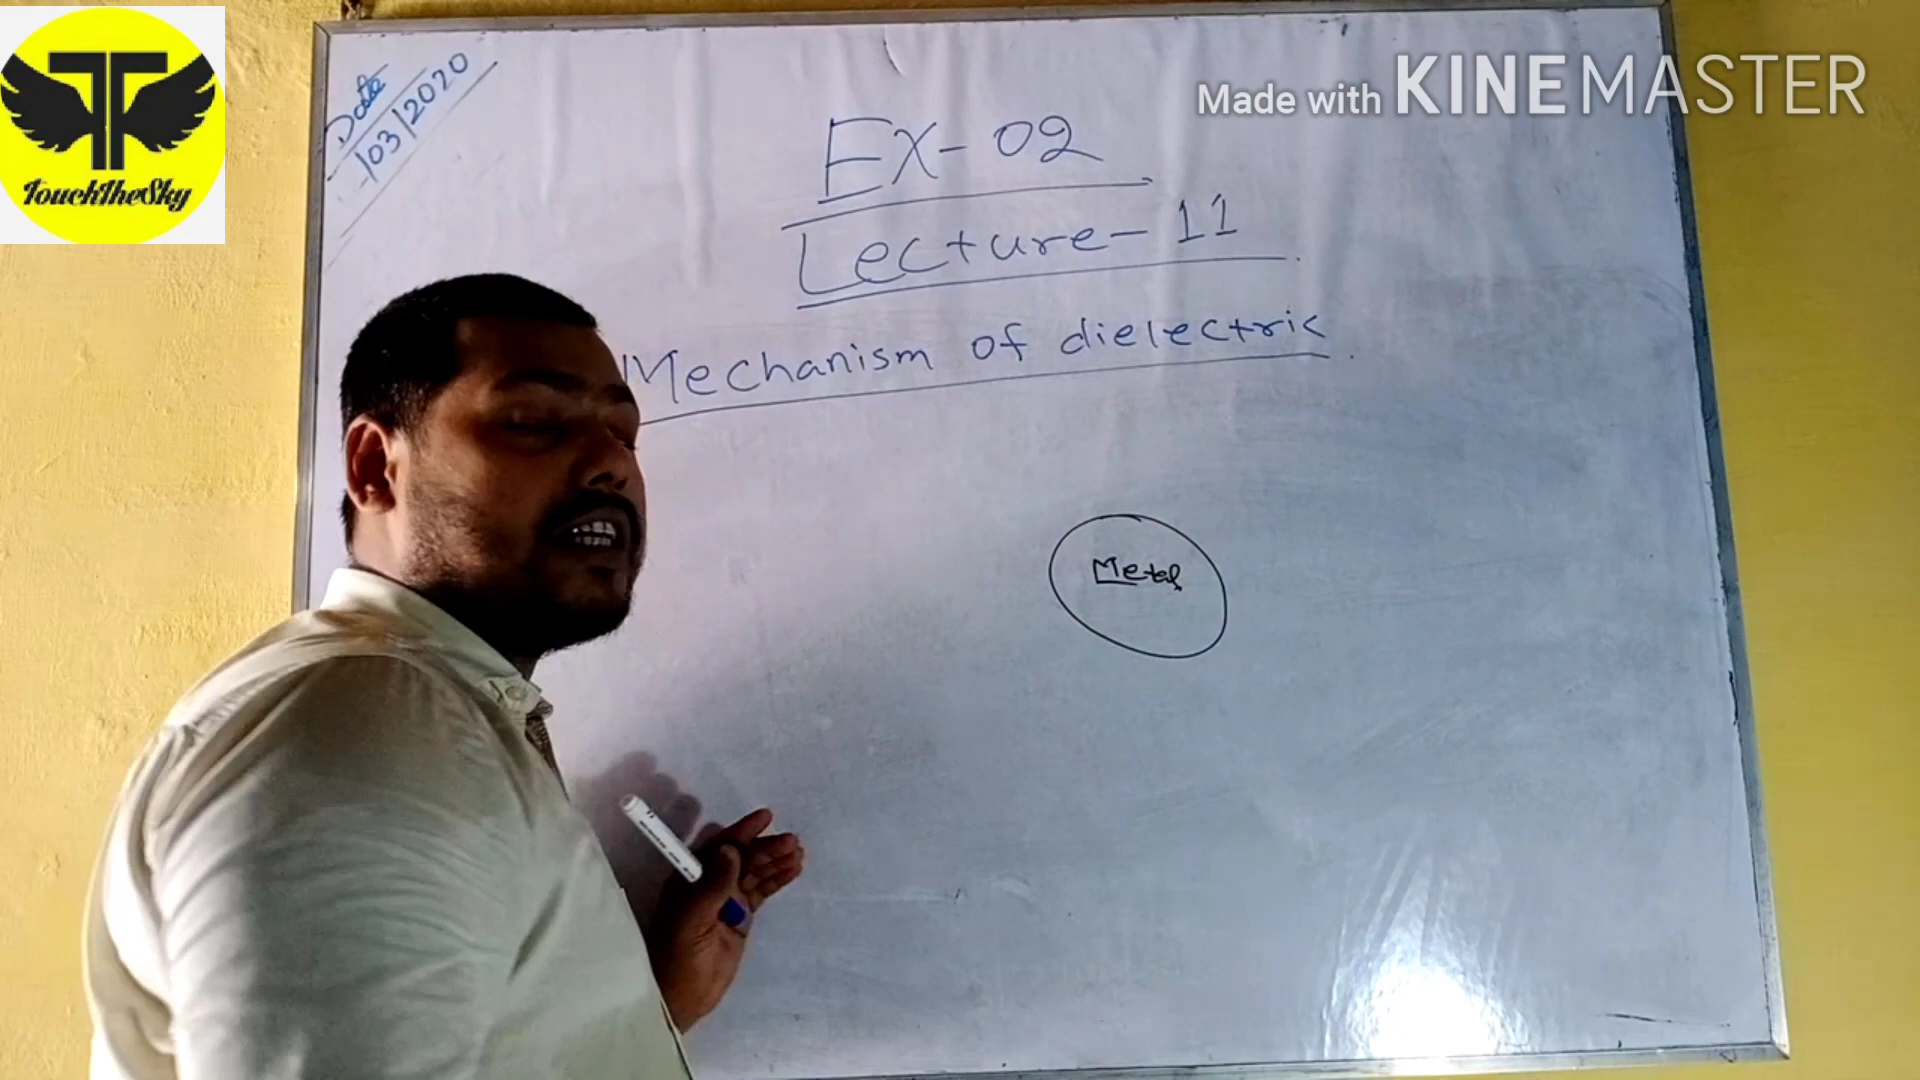 TouchTheSky
Made with KINEMASTER
Date
/03/2020
Ex-02
Lecture-11
Mechanism of dielectric
Metal